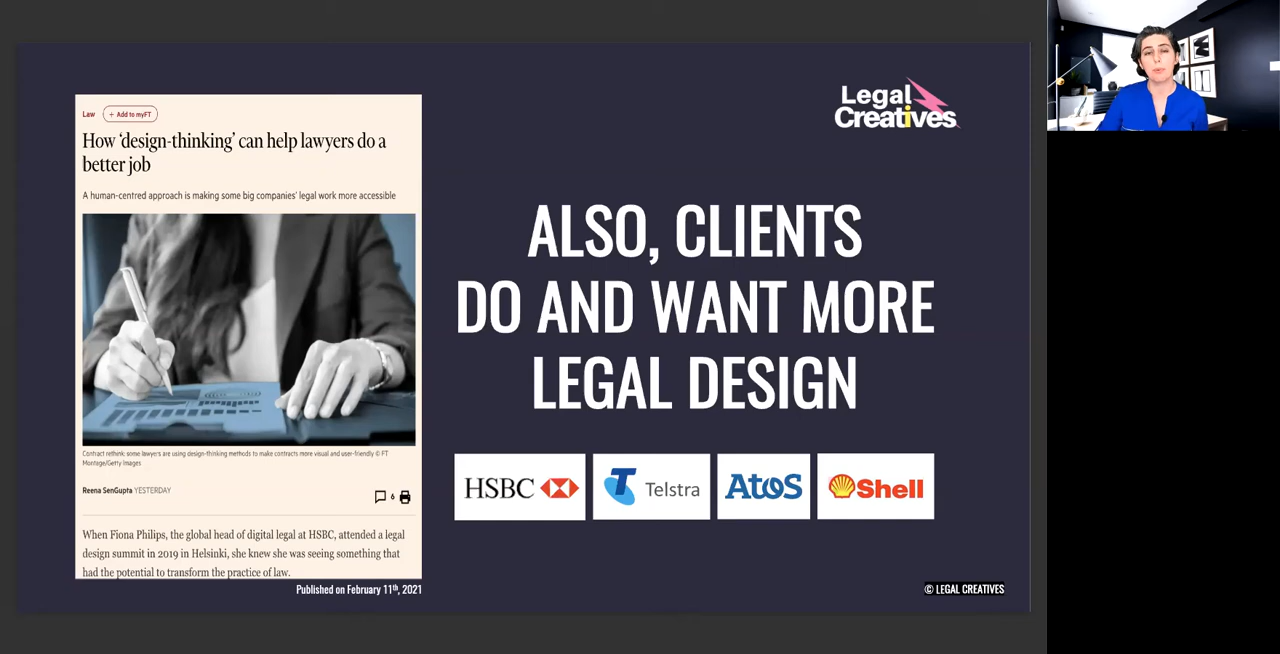 Law + Add to myFT
How ‘design-thinking’ can help lawyers do a
better job
A human-centred approach is making some big companies’ legal work more accessible
Contract rethink: some lawyers are using design-thinking methods to make contracts more visual and user-friendly © FT
Montage/Getty Images
Reena SenGupta YESTERDAY
6
When Fiona Philips, the global head of digital legal at HSBC, attended a legal
design summit in 2019 in Helsinki, she knew she was seeing something that
had the potential to transform the practice of law.
Published on February 11th, 2021
Legal
Creatives
ALSO, CLIENTS
DO AND WANT MORE
LEGAL DESIGN
HSBC
T Telstra
Atos
Shell
© LEGAL CREATIVES